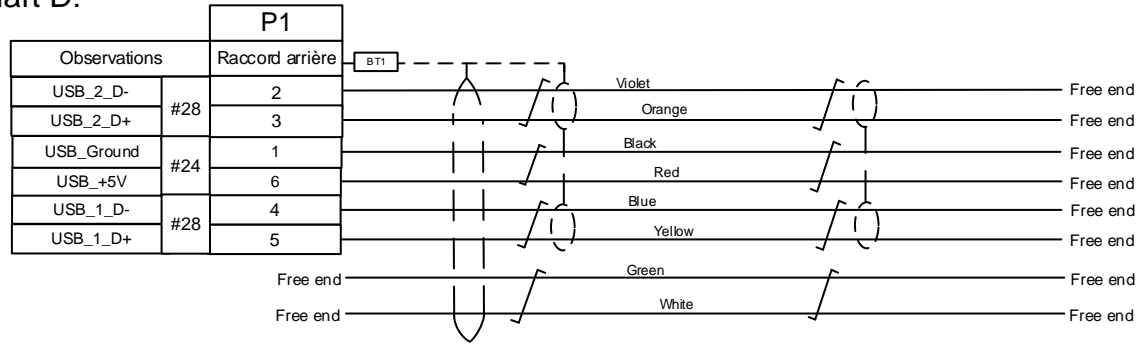 P1
Observations Raccord arrière BT1
USB_2_D- #28 2 Violet Free end
USB_2_D+ 3 Orange Free end
USB_Ground #24 1 Black Free end
USB_+5V 6 Red Free end
USB_1_D- #28 4 Blue Free end
USB_1_D+ 5 Yellow Free end
Free end Green Free end
Free end White Free end